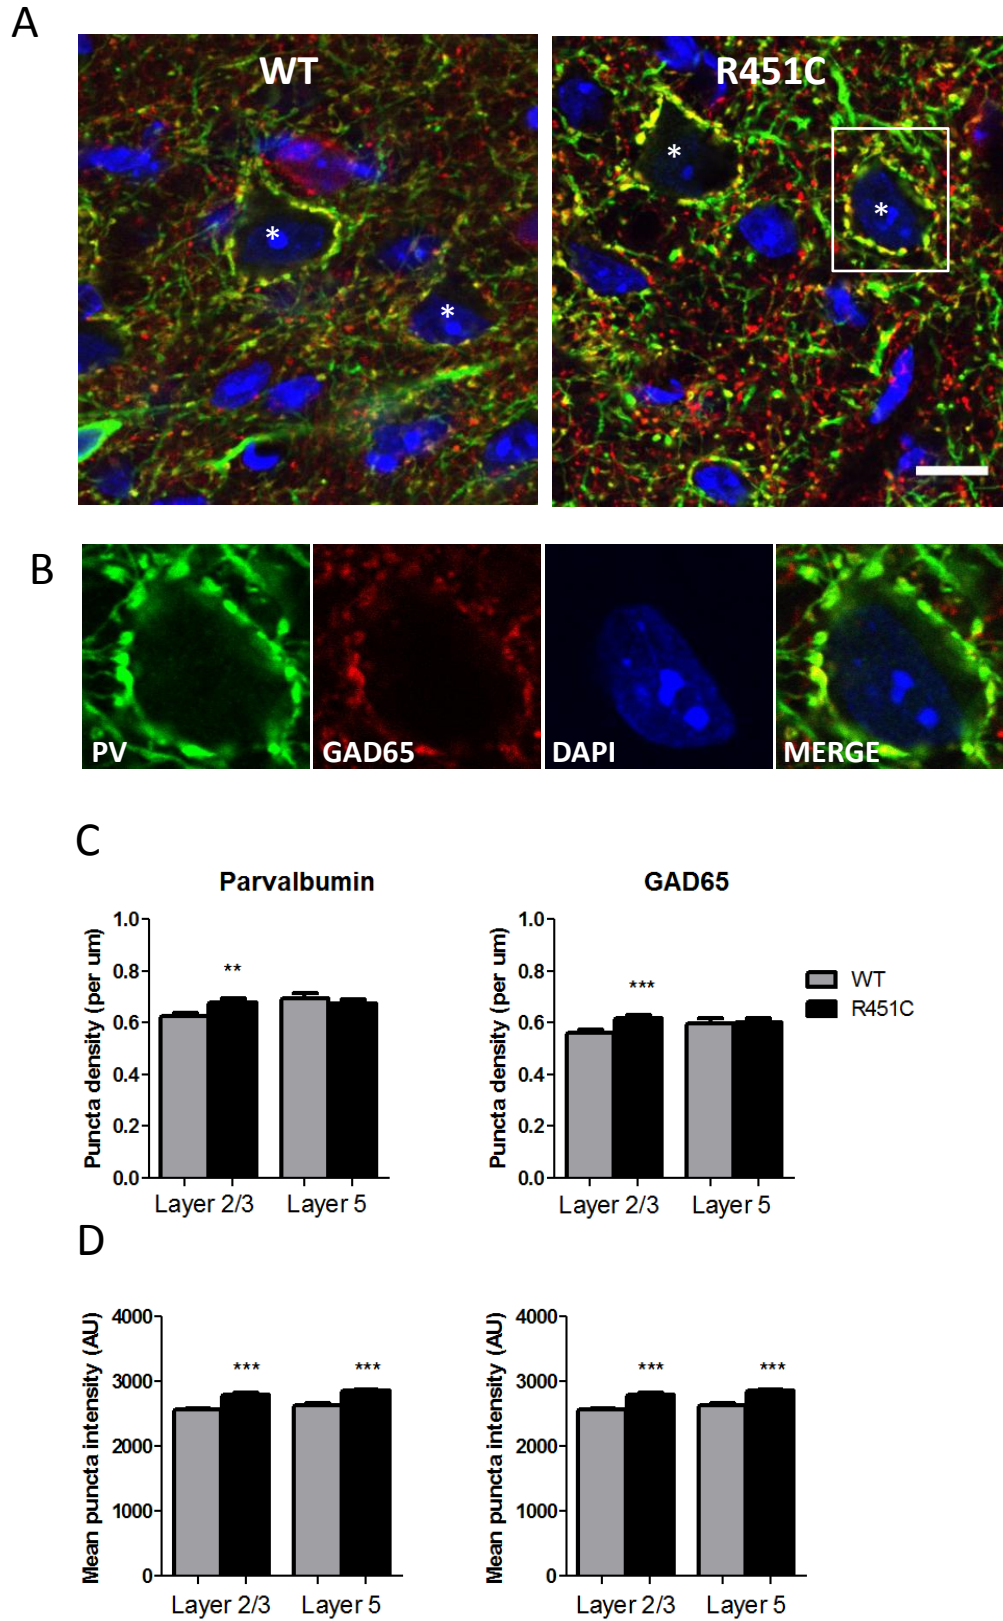 A
WT
R451C
*
*
*
*
B
PV
GAD65
DAPI
MERGE
C
Parvalbumin
GAD65
Puncta density (per um)
1.0
0.8
0.6
0.4
0.2
0.0
**
Layer 2/3
Layer 5
Puncta density (per um)
1.0
0.8
0.6
0.4
0.2
0.0
***
Layer 2/3
Layer 5
WT
R451C
D
Mean puncta intensity (AU)
4000
3000
2000
1000
0
***
***
Layer 2/3
Layer 5
Mean puncta intensity (AU)
4000
3000
2000
1000
0
***
***
Layer 2/3
Layer 5